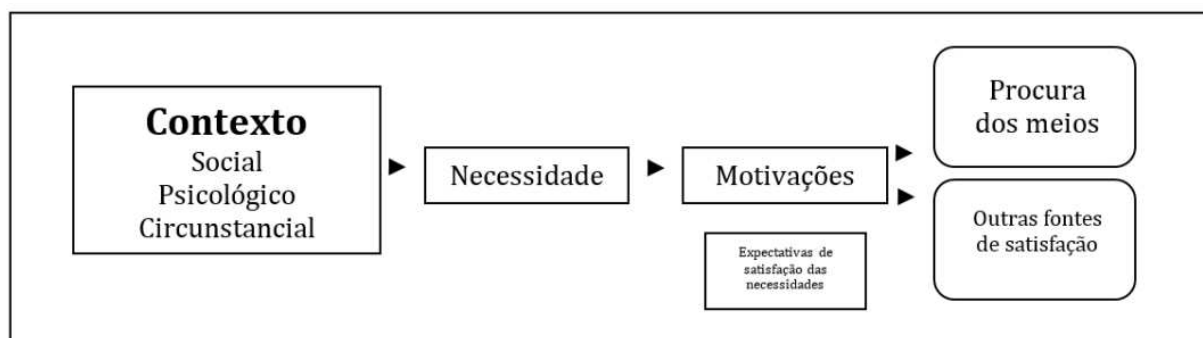 Contexto
Social
Psicológico
Circunstancial
Necessidade
Motivações
Expectativas de
satisfação das
necessidades
Procura
dos meios
Outras fontes
de satisfação